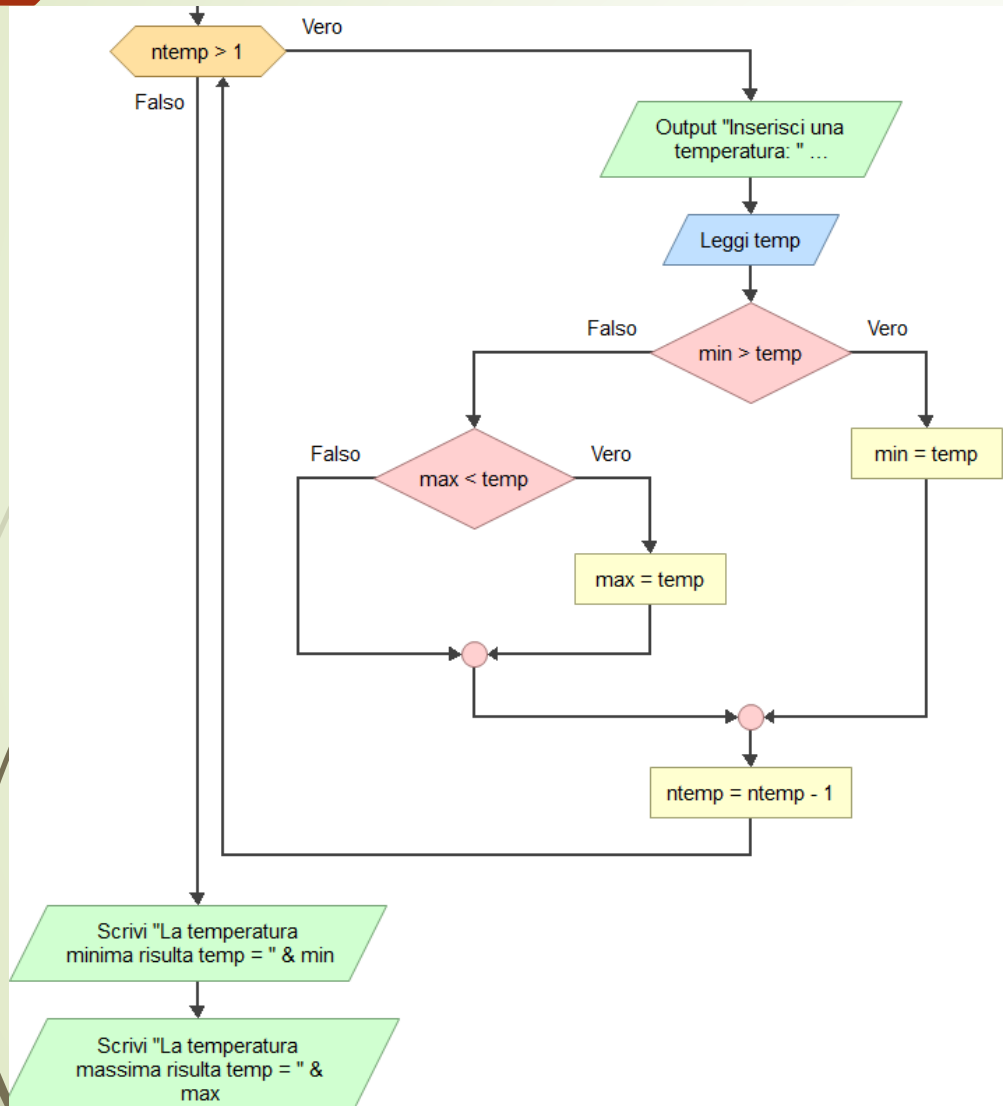 ntemp > 1
Vero
Falso
Output "Inserisci una
temperatura: " ...
Leggi temp
min > temp
Falso
Vero
min = temp
max < temp
Falso
Vero
max = temp
ntemp = ntemp - 1
Scrivi "La temperatura
minima risulta temp = " & min
Scrivi "La temperatura
massima risulta temp = " &
max